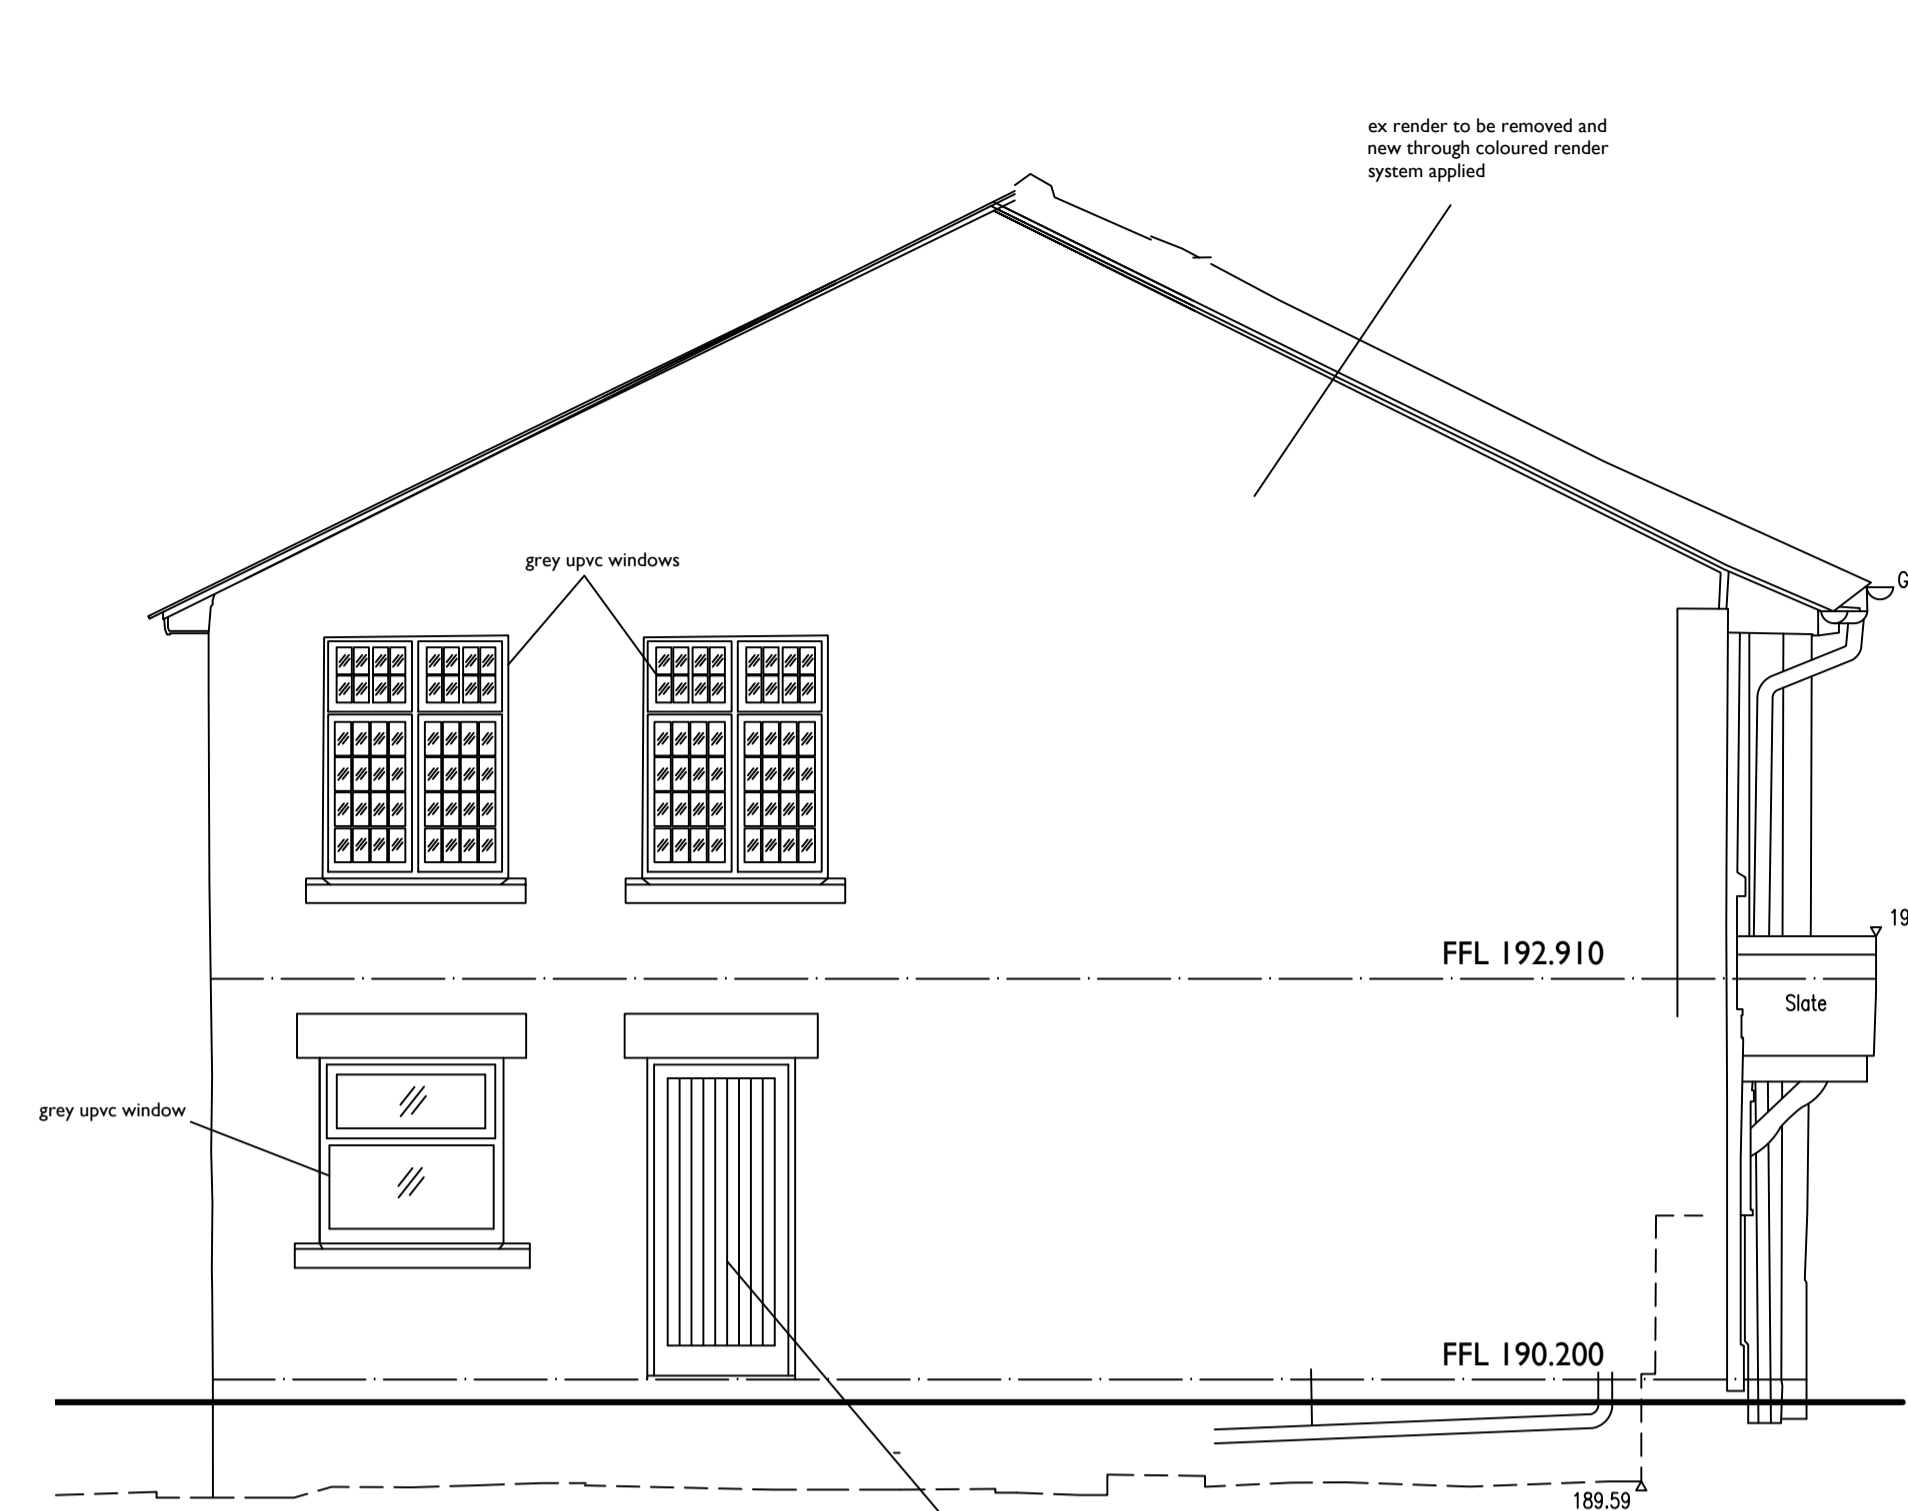 ex render to be removed and
new through coloured render
system applied
grey upvc windows
G
19
FFL 192.910
Slate
grey upvc window
FFL 190.200
189.59